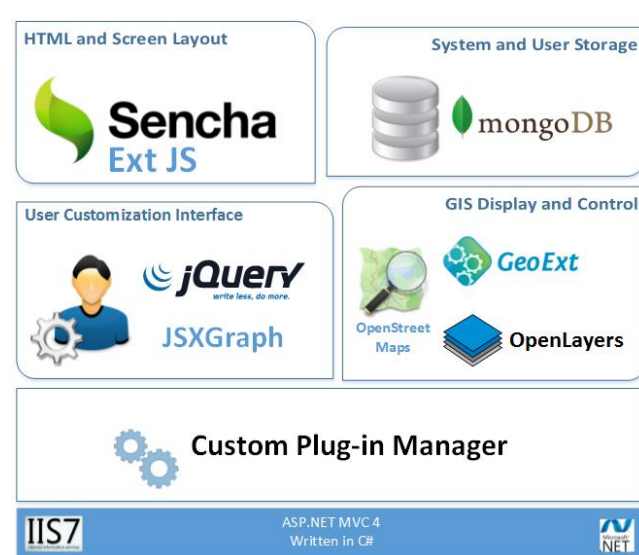 HTML and Screen Layout
Sencha
Ext JS
System and User Storage
mongoDB
User Customization Interface
jQuery
write less, do more.
JSXGraph
GIS Display and Control
GeoExt
OpenStreet
Maps
OpenLayers
Custom Plug-in Manager
IIS7
ASP.NET MVC 4
Written in C#
Microsoft
.NET